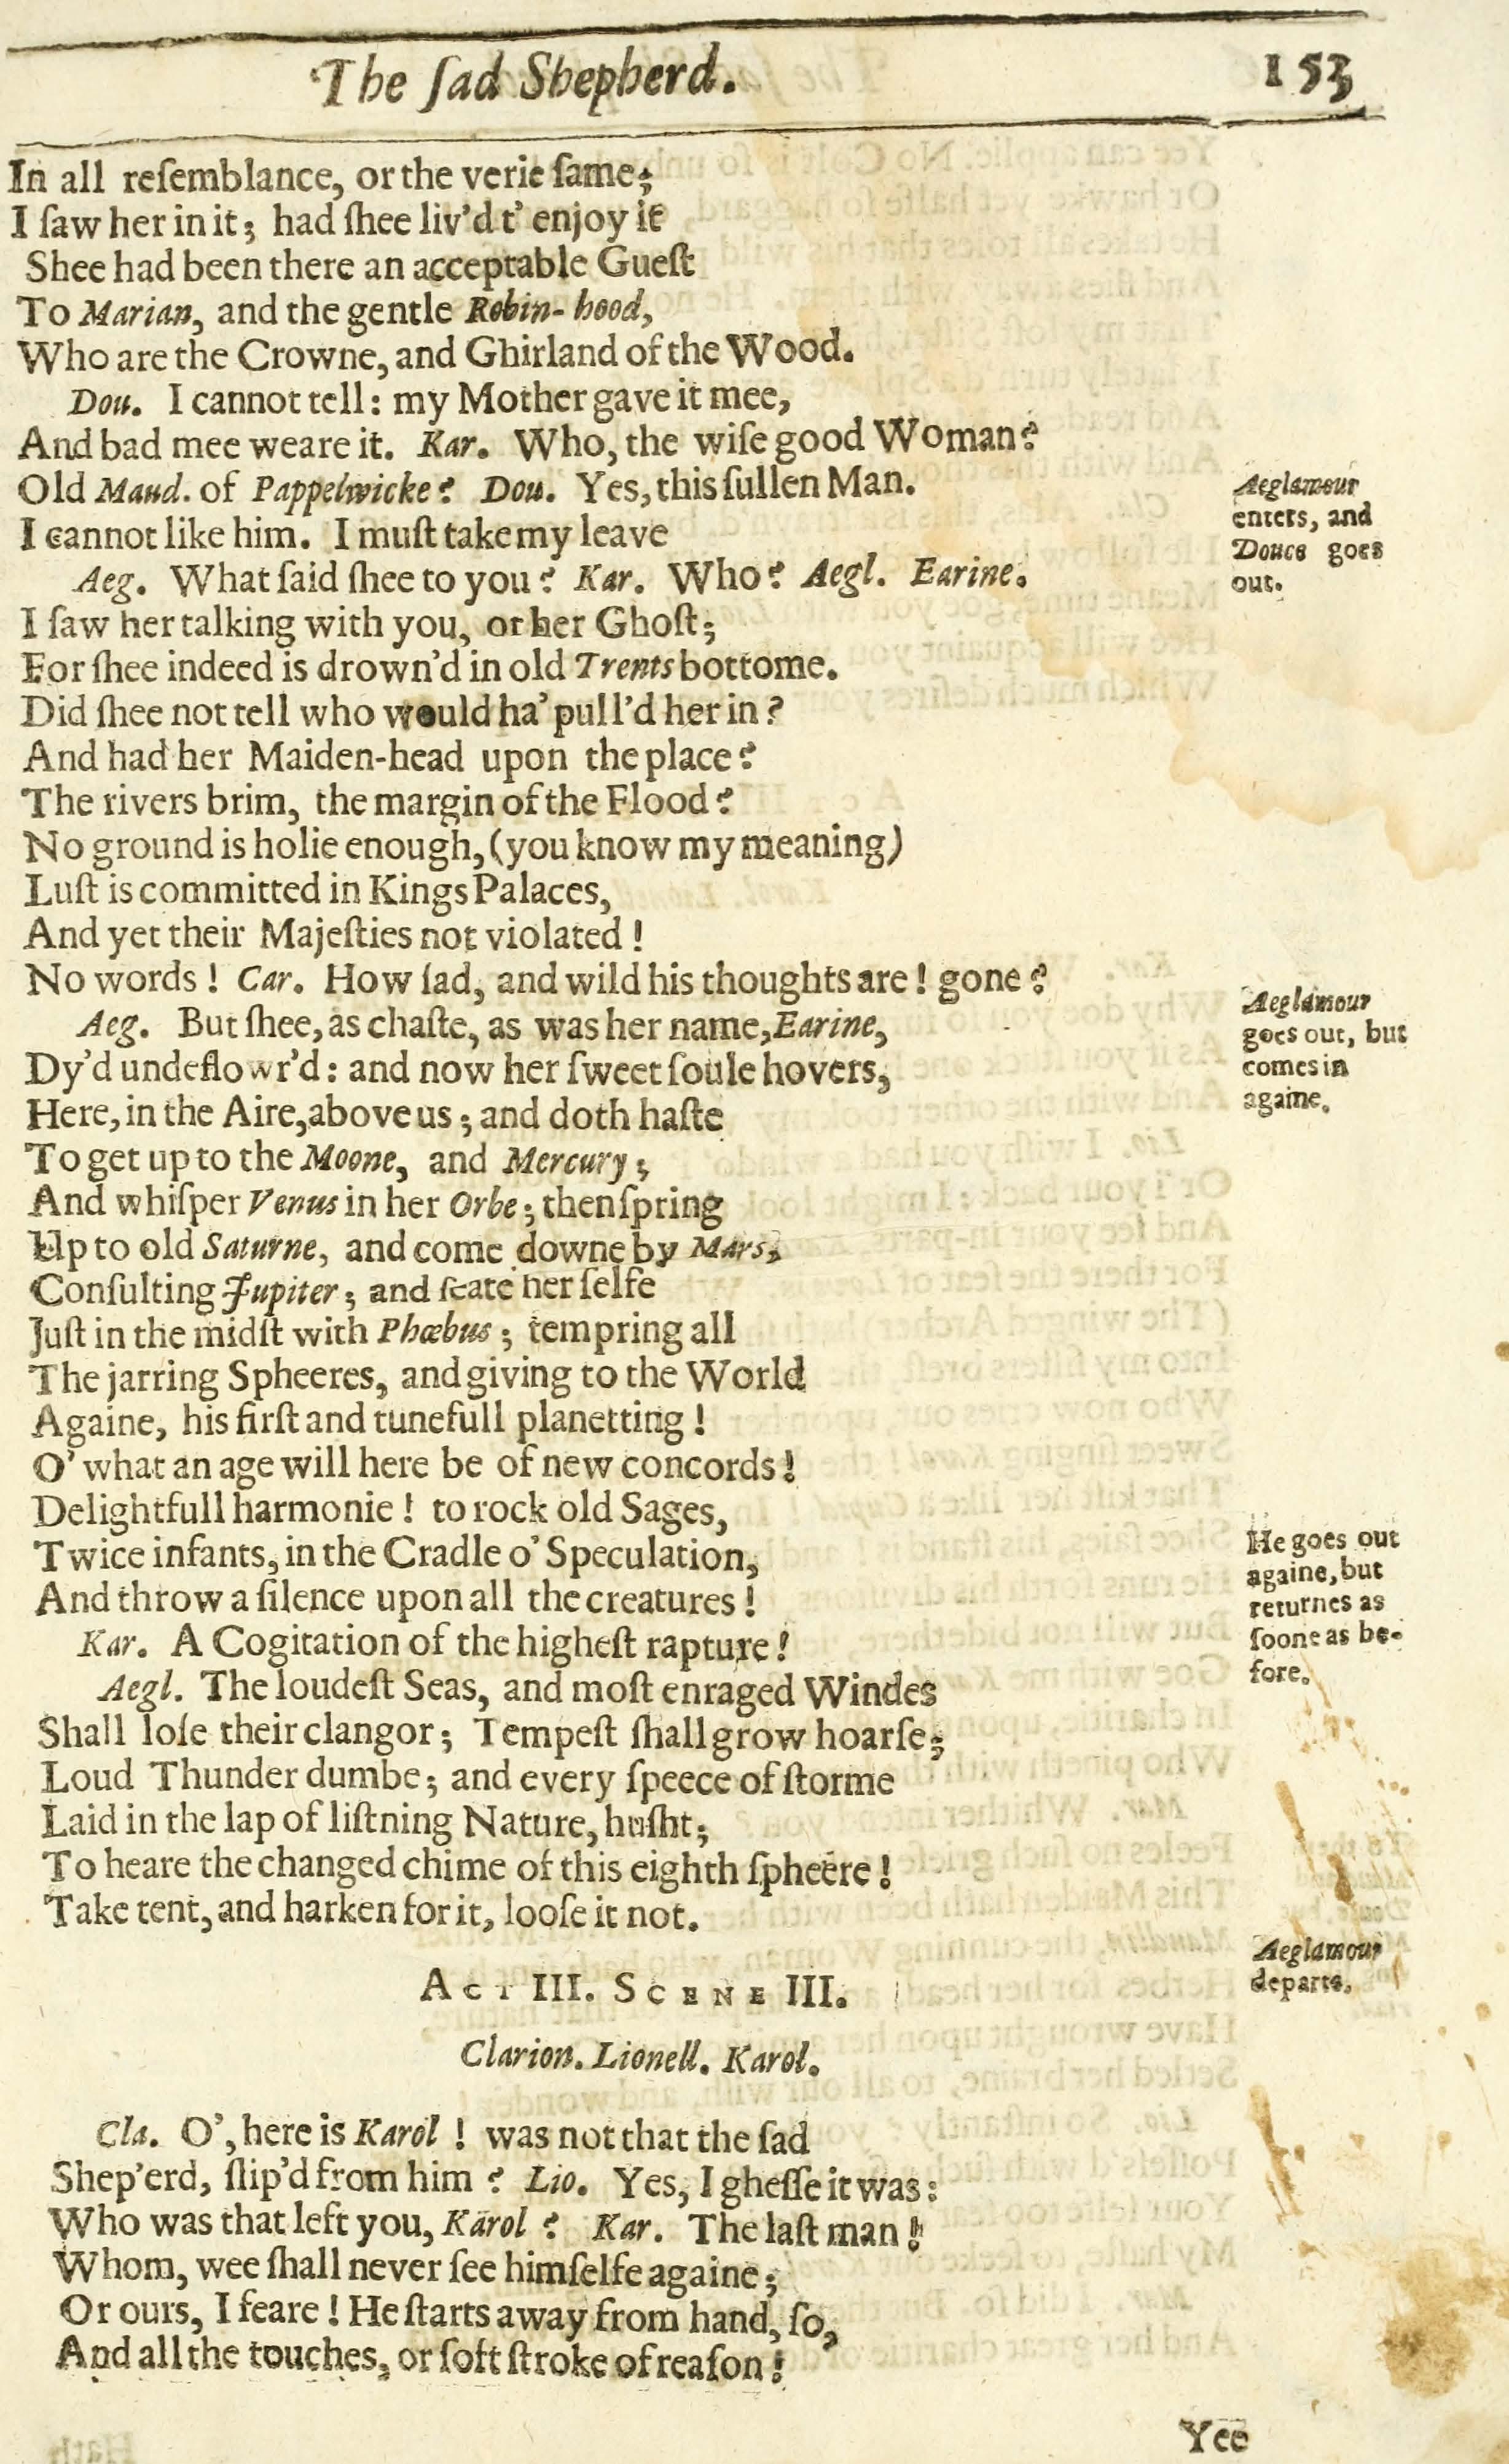 The ſad Shepherd. 153
In all reſemblance, or the verie ſame;
I ſaw her in it; had ſhee liv'd t' enjoy it
Shee had been there an acceptable Gueſt
To Marian, and the gentle Robin-hood,
Who are the Crowne, and Ghirland of the Wood.
Dou. I cannot tell: my Mother gave it mee,
And bad mee weare it. Kar. Who, the wiſe good Woman?
Old Maud. of Pappelwicke? Dou. Yes, this ſullen Man.
I cannot like him. I muſt take my leave
Aeglamour
enters, and
Douce goes
out.
Aeg. What ſaid ſhee to you? Kar. Who? Aegl. Earine.
I ſaw her talking with you, or her Ghoſt;
For ſhee indeed is drown'd in old Trents bottome.
Did ſhee not tell who would ha' pull'd her in?
And had her Maiden-head upon the place?
The rivers brim, the margin of the Flood?
No ground is holie enough, (you know my meaning)
Luſt is committed in Kings Palaces,
And yet their Majeſties not violated!
No words! Car. How ſad, and wild his thoughts are! gone?
Aeglamour
goes out, but
comes in
againe.
Aeg. But ſhee, as chaſte, as was her name, Earine,
Dy'd undeflowr'd: and now her ſweet ſoule hovers,
Here, in the Aire, above us; and doth haſte
To get up to the Moone, and Mercury;
And whiſper Venus in her Orbe; then ſpring
Up to old Saturne, and come downe by Mars,
Conſulting Jupiter; and ſeate her ſelfe
Juſt in the midſt with Phœbus; tempring all
The jarring Spheeres, and giving to the World
Againe, his firſt and tunefull planetting!
O' what an age will here be of new concords!
Delightfull harmonie! to rock old Sages,
Twice infants, in the Cradle o' Speculation,
And throw a ſilence upon all the creatures!
He goes out
againe, but
returnes as
ſoone as be-
fore.
Kar. A Cogitation of the higheſt rapture!
Aegl. The loudeſt Seas, and moſt enraged Windes
Shall loſe their clangor; Tempeſt ſhall grow hoarſe;
Loud Thunder dumbe; and every ſpeece of ſtorme
Laid in the lap of liſtning Nature, huſht;
To heare the changed chime of this eighth ſpheere!
Take tent, and harken for it, looſe it not.
Aeglamour
departs.
ACT III. SCENE III.
Clarion. Lionell. Karol.
Cla. O', here is Karol! was not that the ſad
Shep'erd, ſlip'd from him? Lio. Yes, I gheſſe it was:
Who was that left you, Karol? Kar. The laſt man!
Whom, wee ſhall never ſee himſelfe againe;
Or ours, I feare! He ſtarts away from hand, ſo,
And all the touches, or ſoft ſtroke of reaſon!
Yee